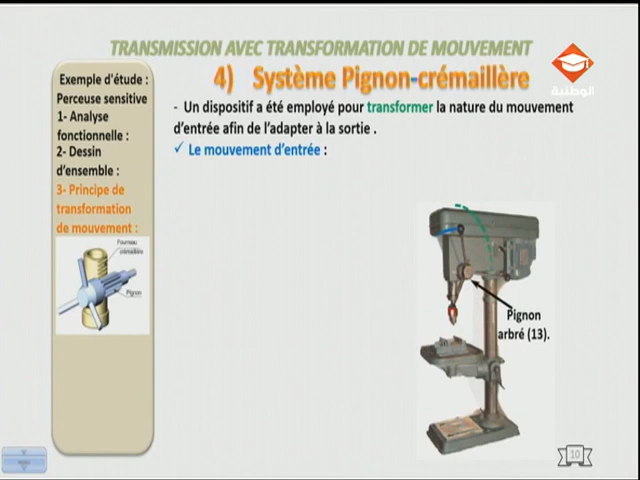 TRANSMISSION AVEC TRANSFORMATION DE MOUVEMENT
4) Système Pignon-crémaillère
الوطنية
Exemple d'étude :
Perceuse sensitive
1- Analyse
fonctionnelle :
2- Dessin
d'ensemble :
3- Principe de
transformation
de mouvement :
Fourreau
crémaillère
Pignon
- Un dispositif a été employé pour transformer la nature du mouvement
d'entrée afin de l'adapter à la sortie .
✓ Le mouvement d'entrée :
Pignon
arbré (13).
MENU
10